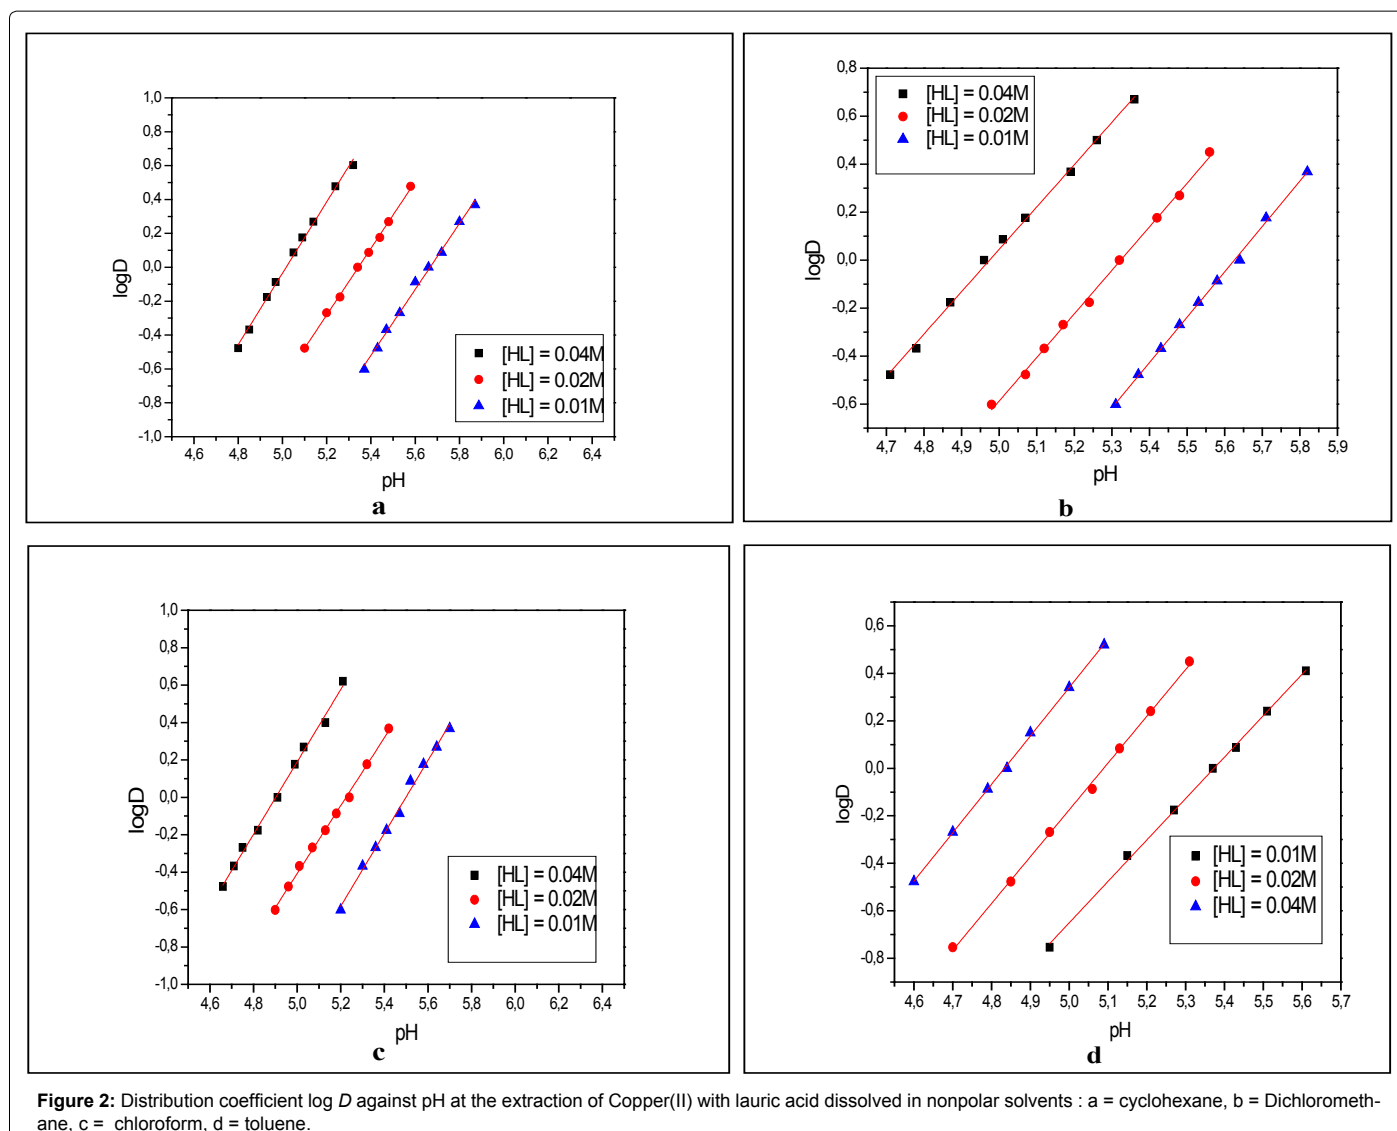 1,0
0,8
0,6
0,4
0,2
0,0
-0,2
-0,4
-0,6
-0,8
-1,0
logD
[HL] = 0.04M
[HL] = 0.02M
[HL] = 0.01M
4,6 4,8 5,0 5,2 5,4 5,6 5,8 6,0 6,2 6,4
pH
a
0,8
0,6
0,4
0,2
0,0
-0,2
-0,4
-0,6
logD
[HL] = 0.04M
[HL] = 0.02M
[HL] = 0.01M
4,7 4,8 4,9 5,0 5,1 5,2 5,3 5,4 5,5 5,6 5,7 5,8 5,9
pH
b
1,0
0,8
0,6
0,4
0,2
0,0
-0,2
-0,4
-0,6
-0,8
-1,0
logD
[HL] = 0.04M
[HL] = 0.02M
[HL] = 0.01M
4,6 4,8 5,0 5,2 5,4 5,6 5,8 6,0 6,2 6,4
pH
c
0,6
0,4
0,2
0,0
-0,2
-0,4
-0,6
-0,8
logD
[HL] = 0.01M
[HL] = 0.02M
[HL] = 0.04M
4,6 4,7 4,8 4,9 5,0 5,1 5,2 5,3 5,4 5,5 5,6 5,7
pH
d
Figure 2: Distribution coefficient log D against pH at the extraction of Copper(II) with lauric acid dissolved in nonpolar solvents : a = cyclohexane, b = Dichlorometh-
ane, c = chloroform, d = toluene.